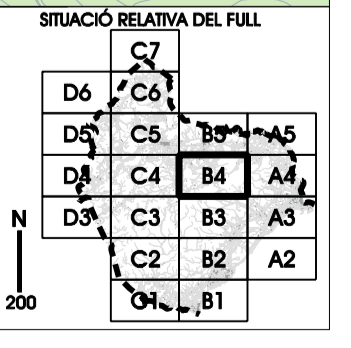 SITUACIÓ RELATIVA DEL FULL
C7
D6 C6
D5 C5 B5 A5
D4 C4 B4 A4
D3 C3 B3 A3
C2 B2 A2
C1 B1
N
200